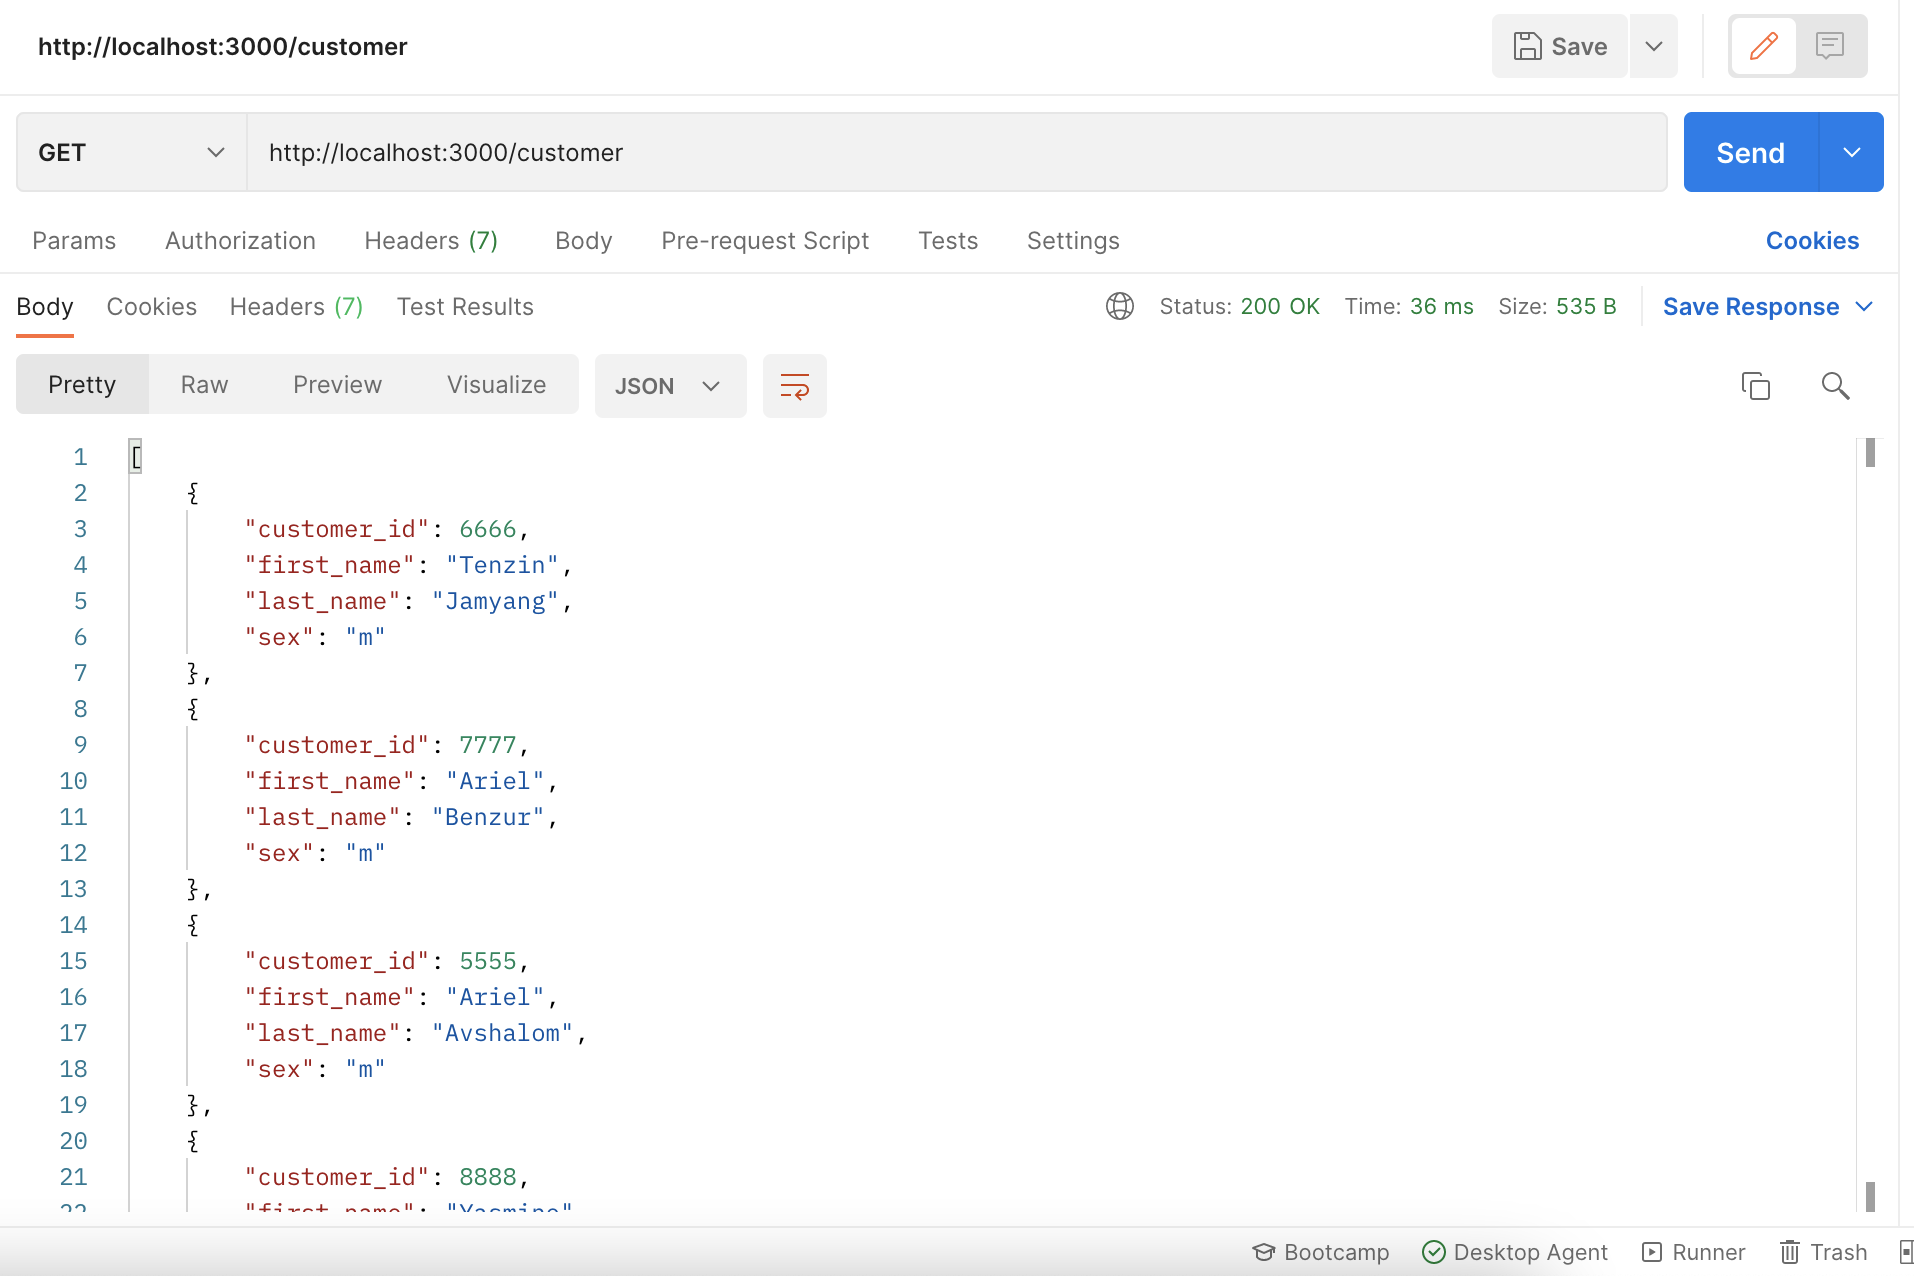 http://localhost:3000/customer
Save
GET
http://localhost:3000/customer
Send
Params Authorization Headers (7) Body Pre-request Script Tests Settings Cookies
Body Cookies Headers (7) Test Results Status: 200 OK Time: 36 ms Size: 535 B Save Response
Pretty Raw Preview Visualize JSON
1 [
2 {
3 "customer_id": 6666,
4 "first_name": "Tenzin",
5 "last_name": "Jamyang",
6 "sex": "m"
7 },
8 {
9 "customer_id": 7777,
10 "first_name": "Ariel",
11 "last_name": "Benzur",
12 "sex": "m"
13 },
14 {
15 "customer_id": 5555,
16 "first_name": "Ariel",
17 "last_name": "Avshalom",
18 "sex": "m"
19 },
20 {
21 "customer_id": 8888,
22 "first_name": "Yasmine"
Bootcamp Desktop Agent Runner Trash